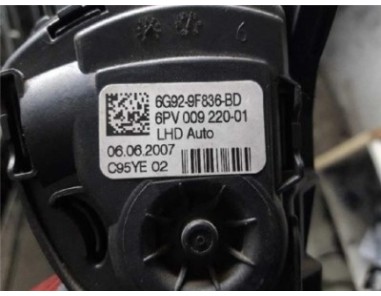 6G92-9F836-BD
6PV 009 220-01
LHD Auto
06.06.2007
C95YE 02